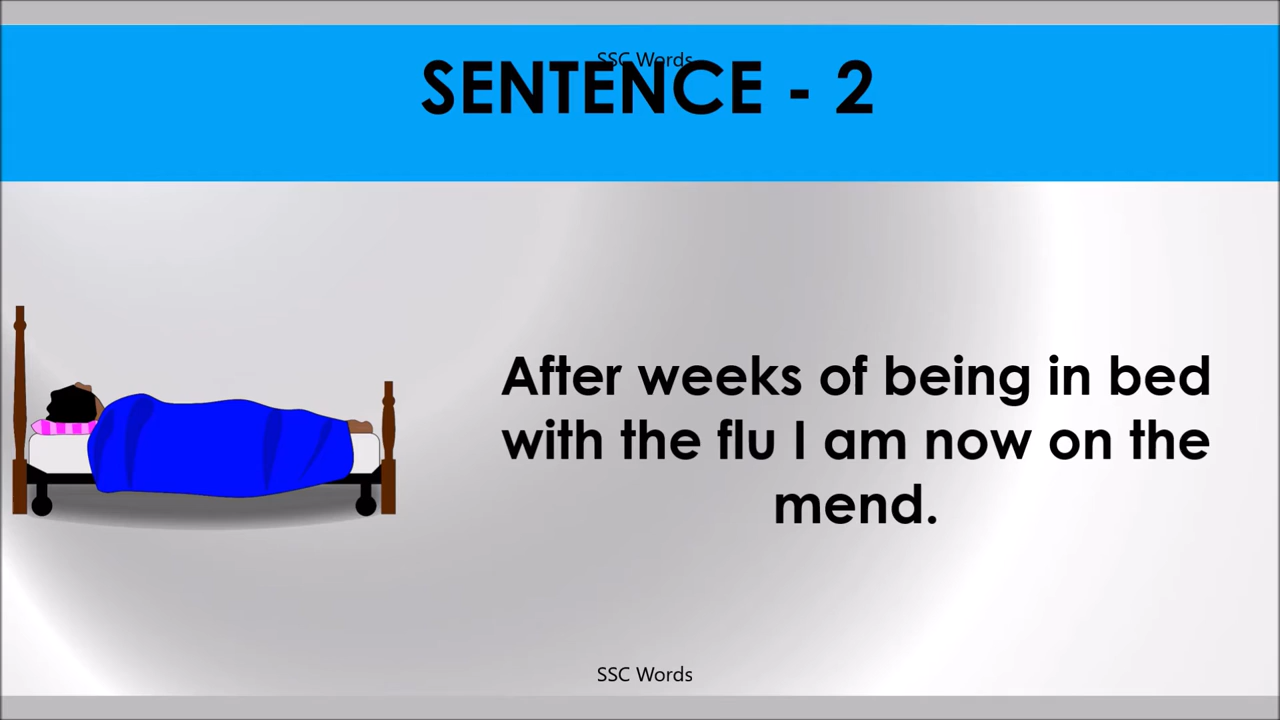 SSC Words
SENTENCE - 2
After weeks of being in bed
with the flu I am now on the
mend.
SSC Words